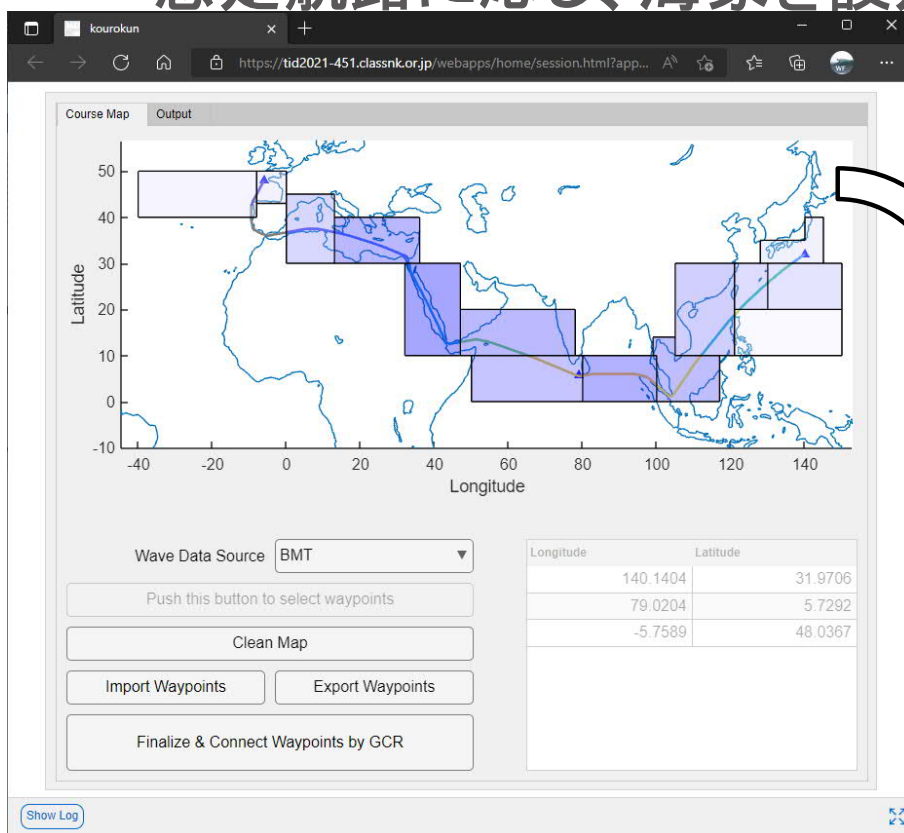 想定航路に応じ、海象を設
kourokun
https://tid2021-451.classnk.or.jp/webapps/home/session.html?app...
Course Map Output
50
40
30
20
10
0
-10
-40 -20 0 20 40 60 80 100 120 140
Latitude
Longitude
Wave Data Source BMT
Push this button to select waypoints
Clean Map
Import Waypoints Export Waypoints
Finalize & Connect Waypoints by GCR
Longitude Latitude
140.1404 31.9706
79.0204 5.7292
-5.7589 48.0367
Show Log